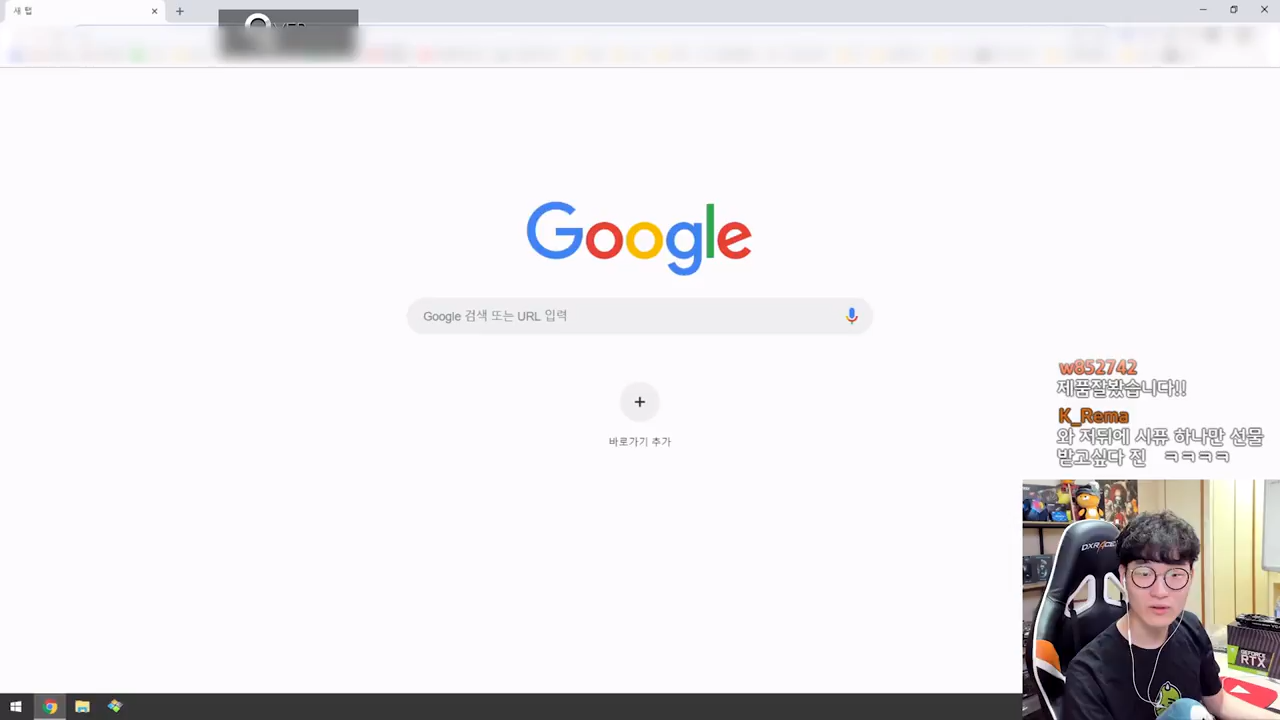 새 탭
Google
Google 검색 또는 URL 입력
바로가기 추가
w852742
제품잘봤습니다!!
K_Rema
와 저뒤에 시퓨 하나만 선물
받고싶다 진 ㅋㅋㅋㅋ
DXRACER
GEFORCE
RTX